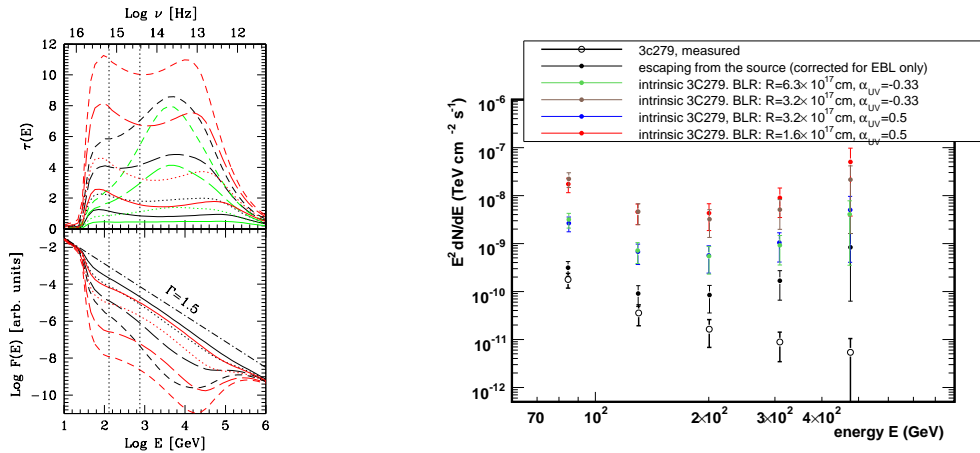 Log ν [Hz]
16 15 14 13 12
12
10
8
6
4
2
0
τ(E)
-2
-4
-6
-8
-10
Log F(E) [arb. units]
Γ=1.5
1 2 3 4 5 6
Log E [GeV]
3c279, measured
escaping from the source (corrected for EBL only)
intrinsic 3C279. BLR: R=6.3×10^17cm, α_UV=-0.33
intrinsic 3C279. BLR: R=3.2×10^17cm, α_UV=-0.33
intrinsic 3C279. BLR: R=3.2×10^17cm, α_UV=0.5
intrinsic 3C279. BLR: R=1.6×10^17cm, α_UV=0.5
E^2 dN/dE (TeV cm^-2 s^-1)
10^-6
10^-7
10^-8
10^-9
10^-10
10^-11
10^-12
70 10^2 2×10^2 3×10^2 4×10^2
energy E (GeV)